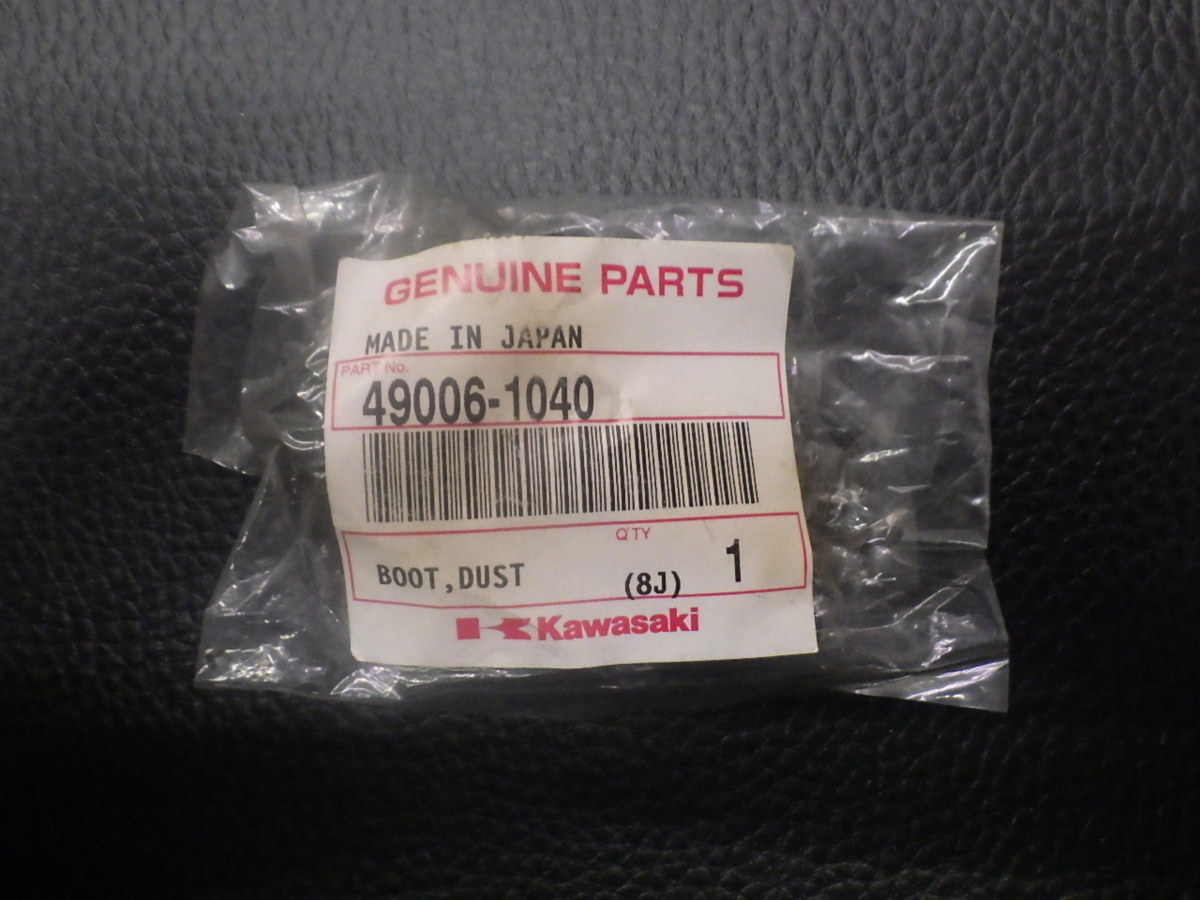 GENUINE PARTS
MADE IN JAPAN
PART No.
49006-1040
Q'TY
BOOT,DUST (8J) 1
Kawasaki